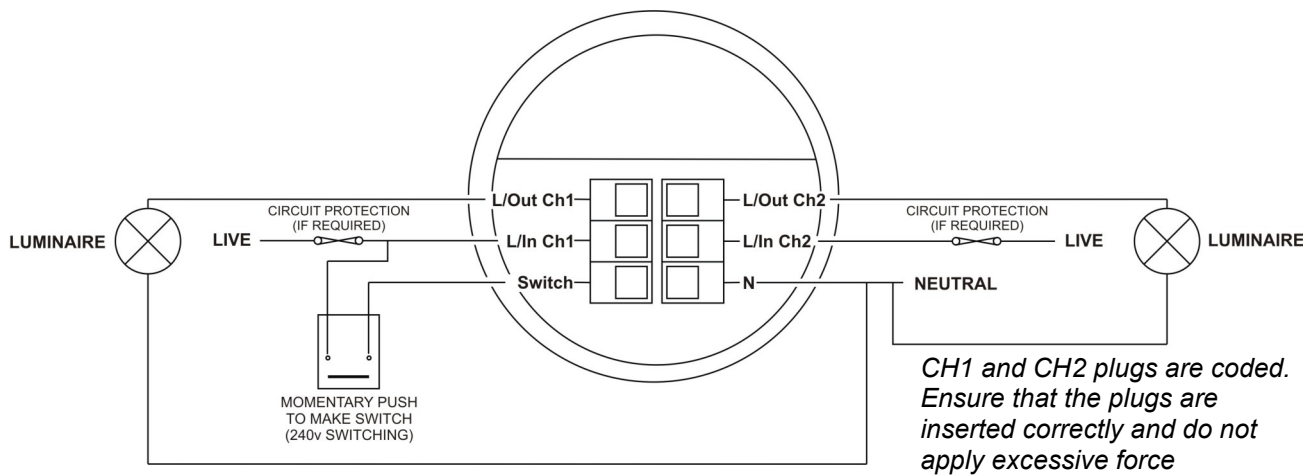 L/Out Ch1
L/Out Ch2
CIRCUIT PROTECTION
(IF REQUIRED)
CIRCUIT PROTECTION
(IF REQUIRED)
LUMINAIRE
LIVE
L/In Ch1
L/In Ch2
LIVE
LUMINAIRE
Switch
N
NEUTRAL
MOMENTARY PUSH
TO MAKE SWITCH
(240v SWITCHING)
CH1 and CH2 plugs are coded.
Ensure that the plugs are
inserted correctly and do not
apply excessive force